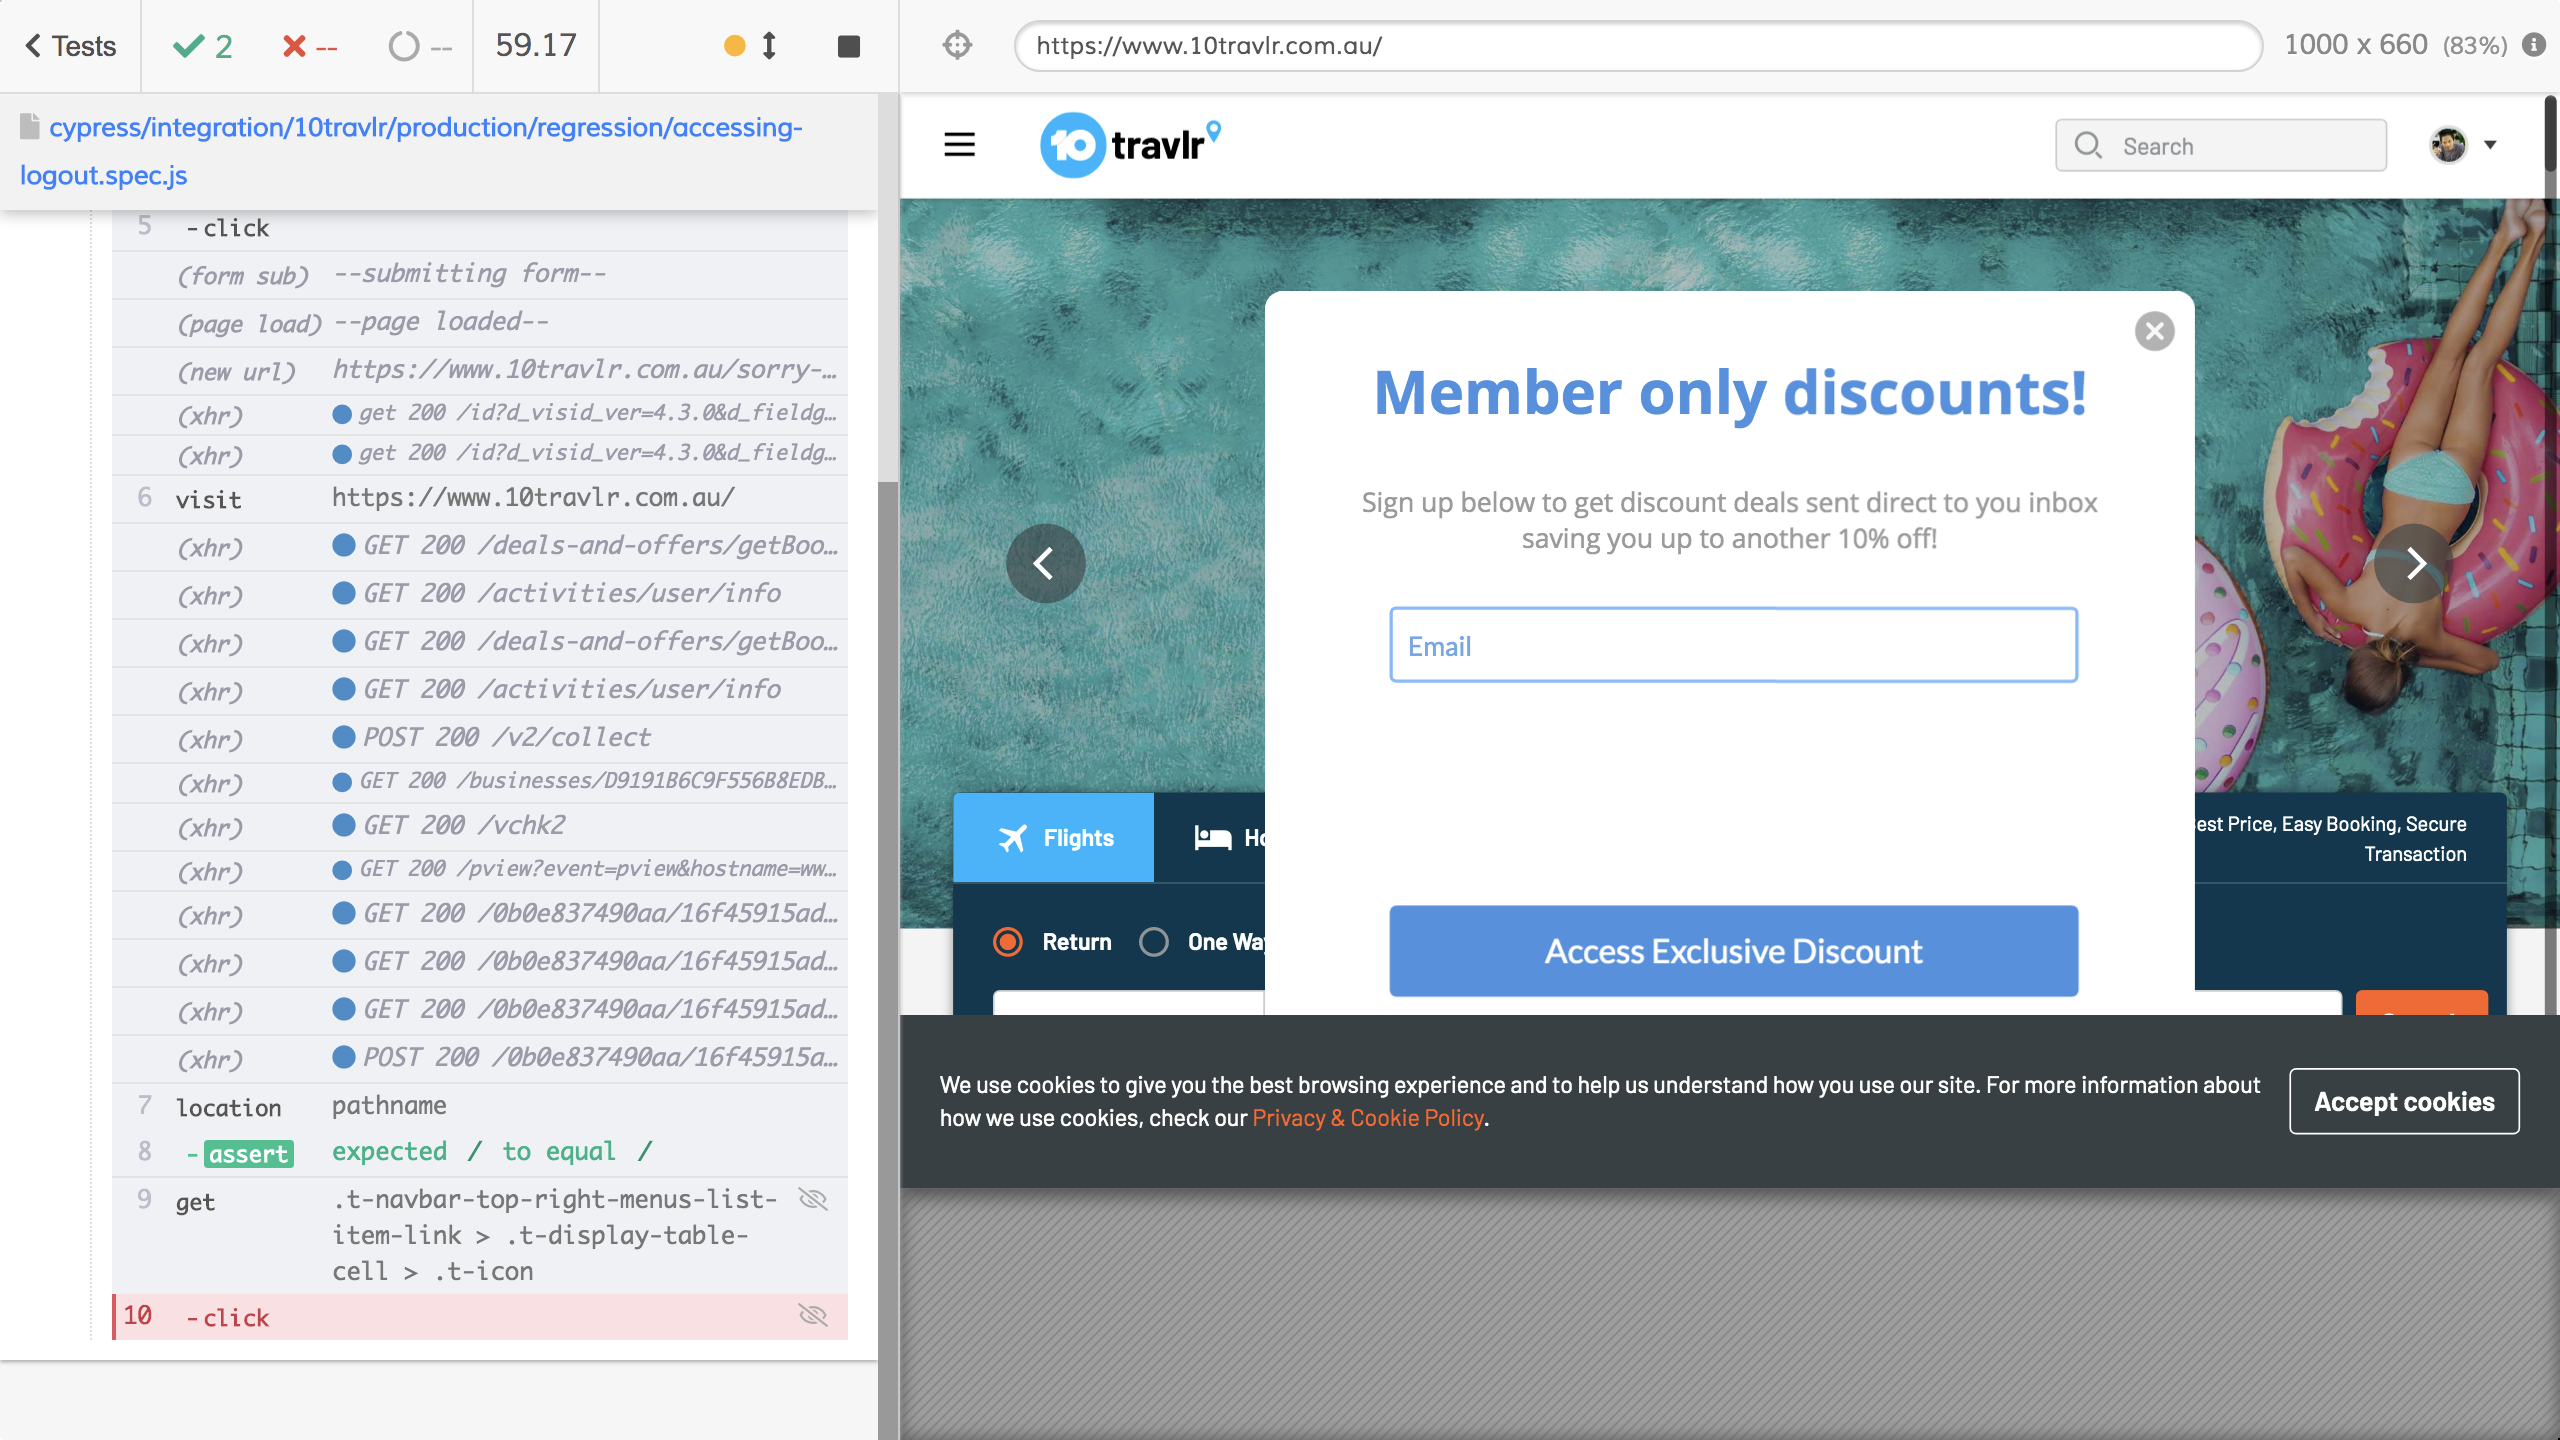 Tests
2
--
--
59.17
https://www.10travlr.com.au/
1000 x 660 (83%)
cypress/integration/10travlr/production/regression/accessing-
logout.spec.js
5 -click
(form sub) --submitting form--
(page load) --page loaded--
(new url) https://www.10travlr.com.au/sorry-…
(xhr) get 200 /id?d_visid_ver=4.3.0&d_fieldg…
(xhr) get 200 /id?d_visid_ver=4.3.0&d_fieldg…
6 visit https://www.10travlr.com.au/
(xhr) GET 200 /deals-and-offers/getBoo…
(xhr) GET 200 /activities/user/info
(xhr) GET 200 /deals-and-offers/getBoo…
(xhr) GET 200 /activities/user/info
(xhr) POST 200 /v2/collect
(xhr) GET 200 /businesses/D9191B6C9F556B8EDB…
(xhr) GET 200 /vchk2
(xhr) GET 200 /pview?event=pview&hostname=ww…
(xhr) GET 200 /0b0e837490aa/16f45915ad…
(xhr) GET 200 /0b0e837490aa/16f45915ad…
(xhr) GET 200 /0b0e837490aa/16f45915ad…
(xhr) POST 200 /0b0e837490aa/16f45915a…
7 location pathname
8 -assert expected / to equal /
9 get .t-navbar-top-right-menus-list-
item-link > .t-display-table-
cell > .t-icon
10 -click
10 travlr
Search
Member only discounts!
Sign up below to get discount deals sent direct to you inbox
saving you up to another 10% off!
Email
Access Exclusive Discount
Flights
Ho
est Price, Easy Booking, Secure
Transaction
Return
One Way
We use cookies to give you the best browsing experience and to help us understand how you use our site. For more information about
how we use cookies, check our Privacy & Cookie Policy.
Accept cookies